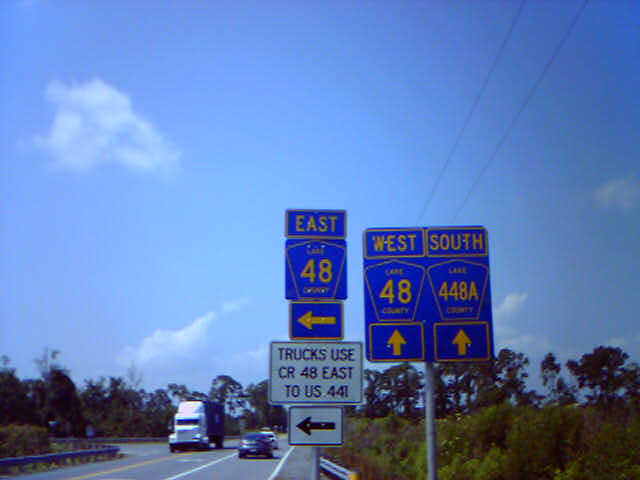 EAST
LAKE
48
COUNTY
TRUCKS USE
CR 48 EAST
TO US 441
WEST SOUTH
LAKE LAKE
48 448A
COUNTY COUNTY